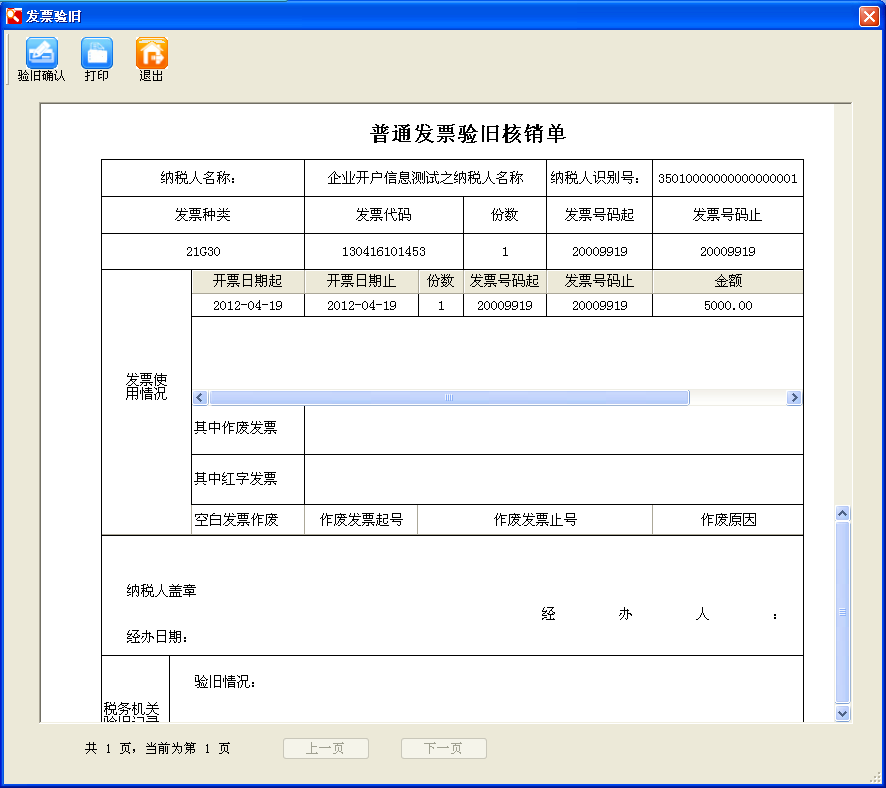 发票验旧
验旧确认 打印 退出
普通发票验旧核销单
纳税人名称： 企业开户信息测试之纳税人名称 纳税人识别号： 35010000000000000001
发票种类 发票代码 份数 发票号码起 发票号码止
21G30 130416101453 1 20009919 20009919
开票日期起 开票日期止 份数 发票号码起 发票号码止 金额
2012-04-19 2012-04-19 1 20009919 20009919 5000.00
发票使
用情况
其中作废发票
其中红字发票
空白发票作废 作废发票起号 作废发票止号 作废原因
纳税人盖章
经 办 人 ：
经办日期：
验旧情况：
税务机关
验旧记录
共 1 页，当前为第 1 页 上一页 下一页